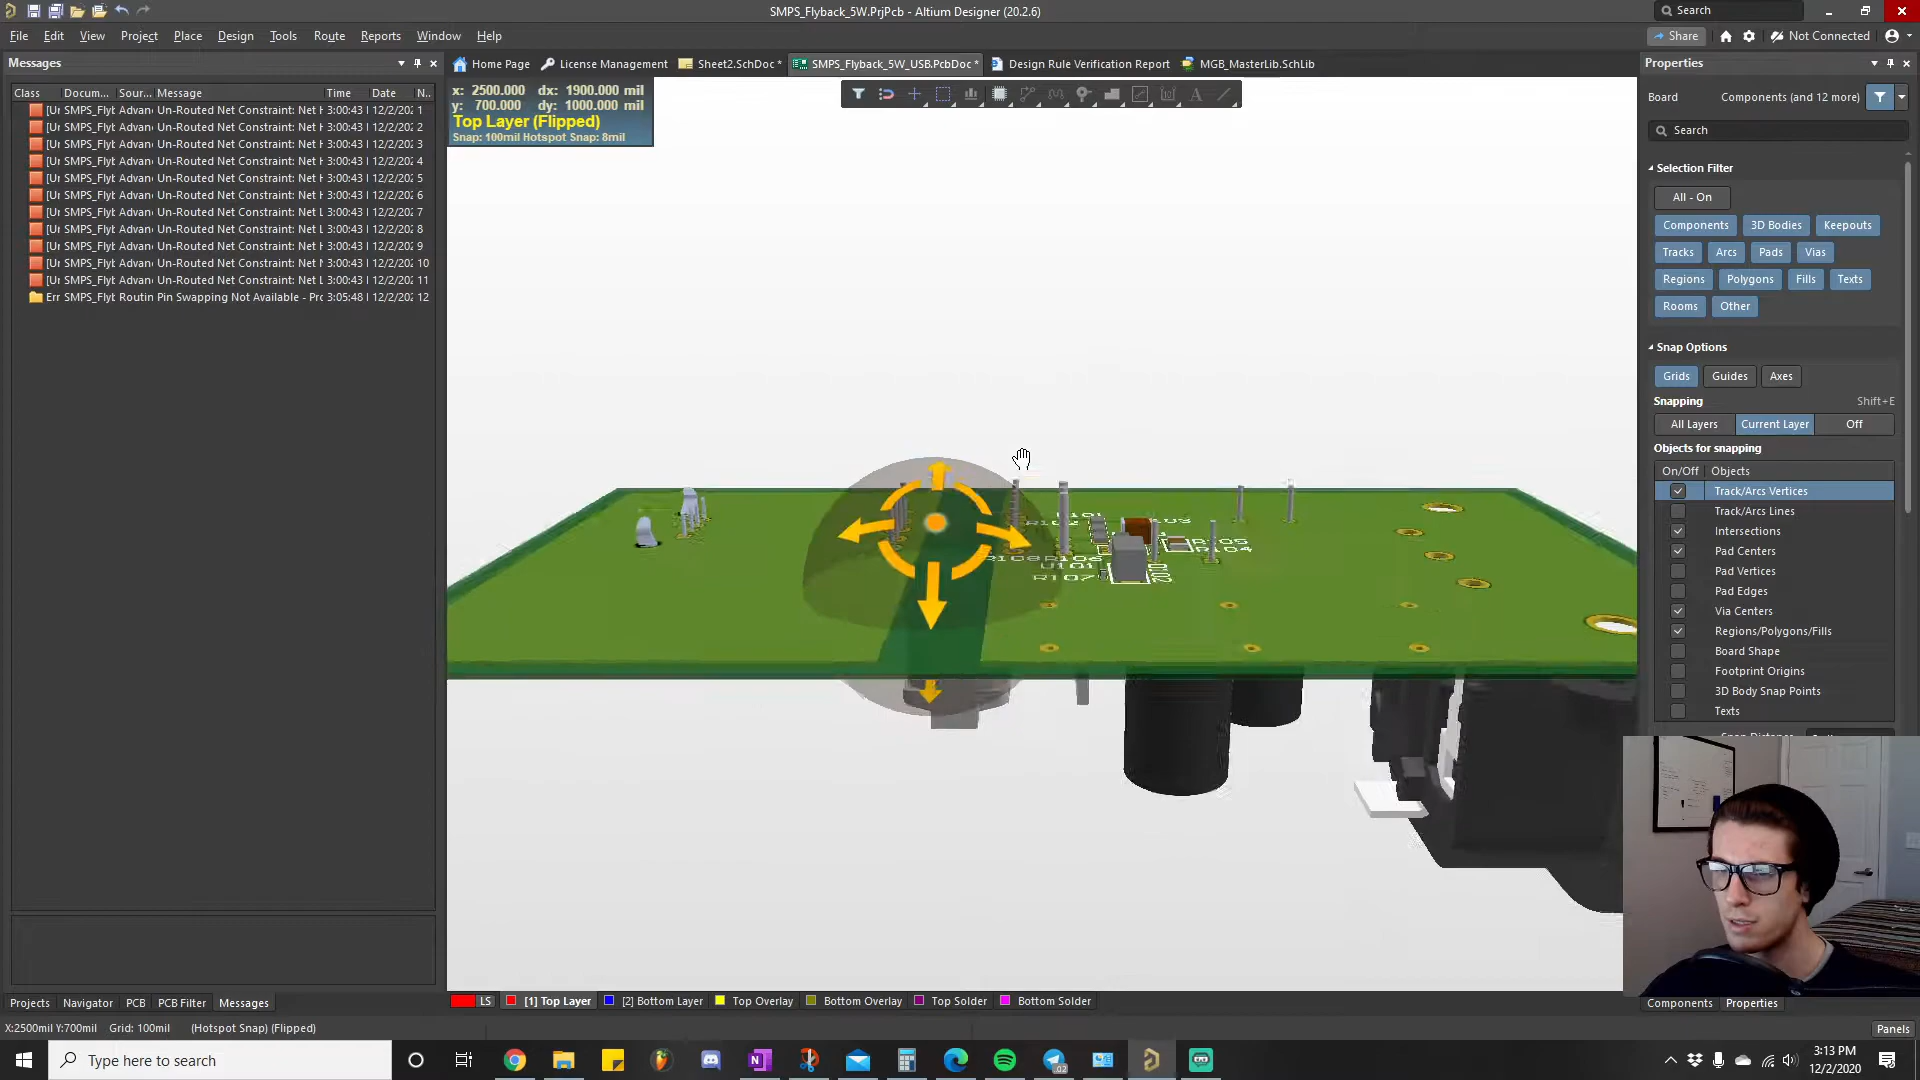 SMPS_Flyback_5W.PrjPcb - Altium Designer (20.2.6)
Search
File Edit View Project Place Design Tools Route Reports Window Help
Share Not Connected
Messages
Home Page License Management Sheet2.SchDoc * SMPS_Flyback_5W_USB.PcbDoc * Design Rule Verification Report MGB_MasterLib.SchLib
Properties
Class Docum... Sour... Message Time Date N..
[Ur SMPS_Flyt Advan Un-Routed Net Constraint: Net 3:00:43 12/2/202 1
[Ur SMPS_Flyt Advan Un-Routed Net Constraint: Net 3:00:43 12/2/202 2
[Ur SMPS_Flyt Advan Un-Routed Net Constraint: Net 3:00:43 12/2/202 3
[Ur SMPS_Flyt Advan Un-Routed Net Constraint: Net 3:00:43 12/2/202 4
[Ur SMPS_Flyt Advan Un-Routed Net Constraint: Net 3:00:43 12/2/202 5
[Ur SMPS_Flyt Advan Un-Routed Net Constraint: Net 3:00:43 12/2/202 6
[Ur SMPS_Flyt Advan Un-Routed Net Constraint: Net 3:00:43 12/2/202 7
[Ur SMPS_Flyt Advan Un-Routed Net Constraint: Net 3:00:43 12/2/202 8
[Ur SMPS_Flyt Advan Un-Routed Net Constraint: Net 3:00:43 12/2/202 9
[Ur SMPS_Flyt Advan Un-Routed Net Constraint: Net 3:00:43 12/2/202 10
[Ur SMPS_Flyt Advan Un-Routed Net Constraint: Net 3:00:43 12/2/202 11
Err SMPS_Flyt Routin Pin Swapping Not Available - Prc 3:05:48 12/2/202 12
x: 2500.000 dx: 1900.000 mil
y: 700.000 dy: 1000.000 mil
Top Layer (Flipped)
Snap: 100mil Hotspot Snap: 8mil
R102
R105
R104
R108 R106
U101
R107
D102
Board Components (and 12 more)
Search
Selection Filter
All - On
Components 3D Bodies Keepouts
Tracks Arcs Pads Vias
Regions Polygons Fills Texts
Rooms Other
Snap Options
Grids Guides Axes
Snapping Shift+E
All Layers Current Layer Off
Objects for snapping
On/Off Objects
Track/Arcs Vertices
Track/Arcs Lines
Intersections
Pad Centers
Pad Vertices
Pad Edges
Via Centers
Regions/Polygons/Fills
Board Shape
Footprint Origins
3D Body Snap Points
Texts
Projects Navigator PCB PCB Filter Messages
LS [1] Top Layer [2] Bottom Layer Top Overlay Bottom Overlay Top Solder Bottom Solder
Components Properties
X:2500mil Y:700mil Grid: 100mil (Hotspot Snap) (Flipped)
Panels
Type here to search
3:13 PM
12/2/2020